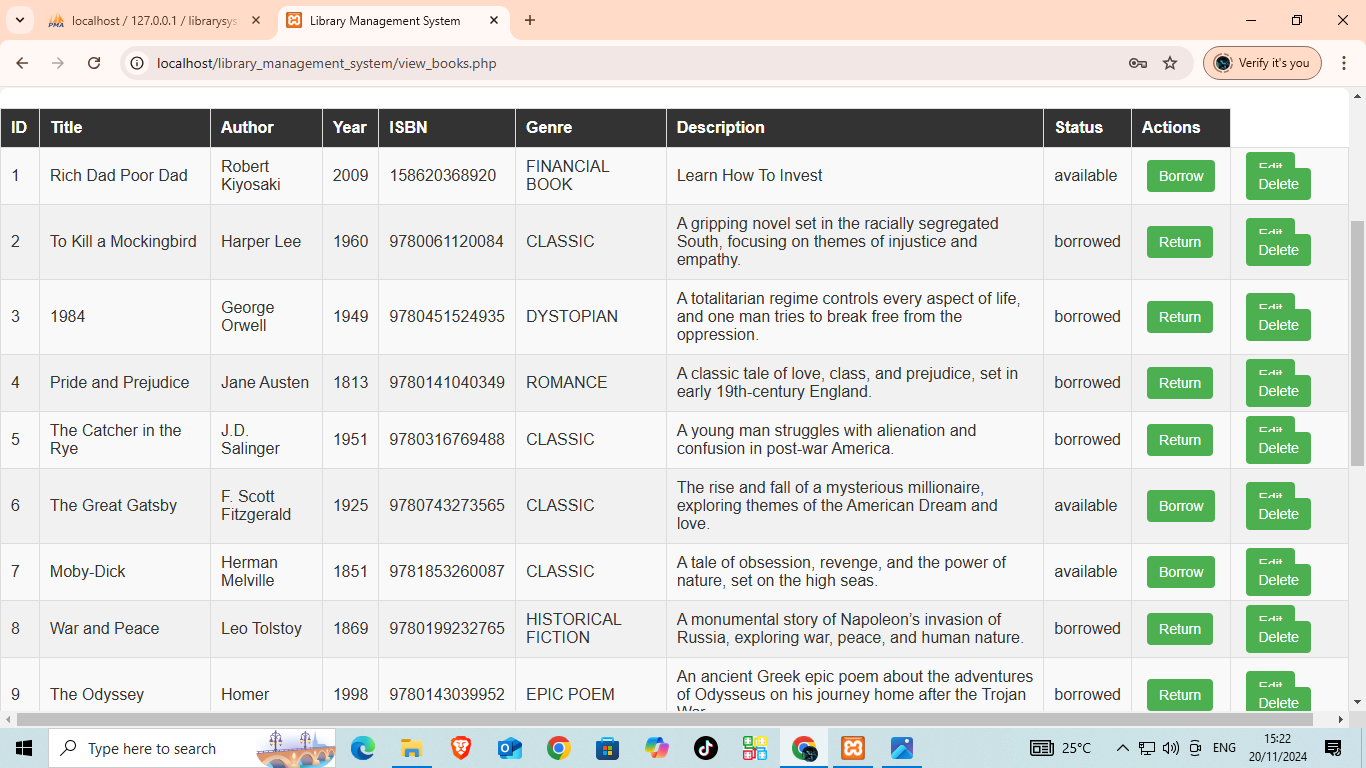 localhost / 127.0.0.1 / librarysys
Library Management System
localhost/library_management_system/view_books.php
Verify it's you
ID Title Author Year ISBN Genre Description Status Actions
1 Rich Dad Poor Dad Robert Kiyosaki 2009 158620368920 FINANCIAL BOOK Learn How To Invest available Borrow Edit Delete
2 To Kill a Mockingbird Harper Lee 1960 9780061120084 CLASSIC A gripping novel set in the racially segregated South, focusing on themes of injustice and empathy. borrowed Return Edit Delete
3 1984 George Orwell 1949 9780451524935 DYSTOPIAN A totalitarian regime controls every aspect of life, and one man tries to break free from the oppression. borrowed Return Edit Delete
4 Pride and Prejudice Jane Austen 1813 9780141040349 ROMANCE A classic tale of love, class, and prejudice, set in early 19th-century England. borrowed Return Edit Delete
5 The Catcher in the Rye J.D. Salinger 1951 9780316769488 CLASSIC A young man struggles with alienation and confusion in post-war America. borrowed Return Edit Delete
6 The Great Gatsby F. Scott Fitzgerald 1925 9780743273565 CLASSIC The rise and fall of a mysterious millionaire, exploring themes of the American Dream and love. available Borrow Edit Delete
7 Moby-Dick Herman Melville 1851 9781853260087 CLASSIC A tale of obsession, revenge, and the power of nature, set on the high seas. available Borrow Edit Delete
8 War and Peace Leo Tolstoy 1869 9780199232765 HISTORICAL FICTION A monumental story of Napoleon’s invasion of Russia, exploring war, peace, and human nature. borrowed Return Edit Delete
9 The Odyssey Homer 1998 9780143039952 EPIC POEM An ancient Greek epic poem about the adventures of Odysseus on his journey home after the Trojan War borrowed Return Edit Delete
Type here to search
25°C
ENG
15:22
20/11/2024